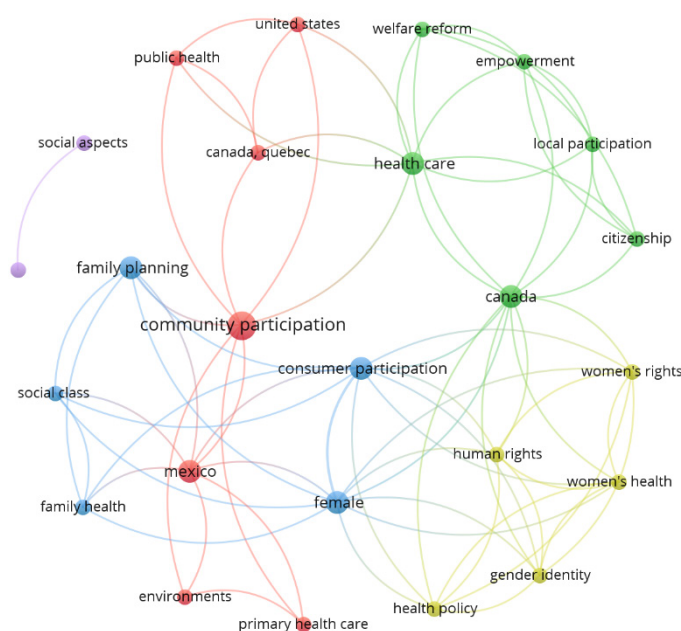 united states
welfare reform
public health
empowerment
social aspects
canada, quebec
health care
local participation
citizenship
family planning
canada
community participation
consumer participation
women's rights
social class
human rights
mexico
women's health
female
family health
gender identity
environments
health policy
primary health care